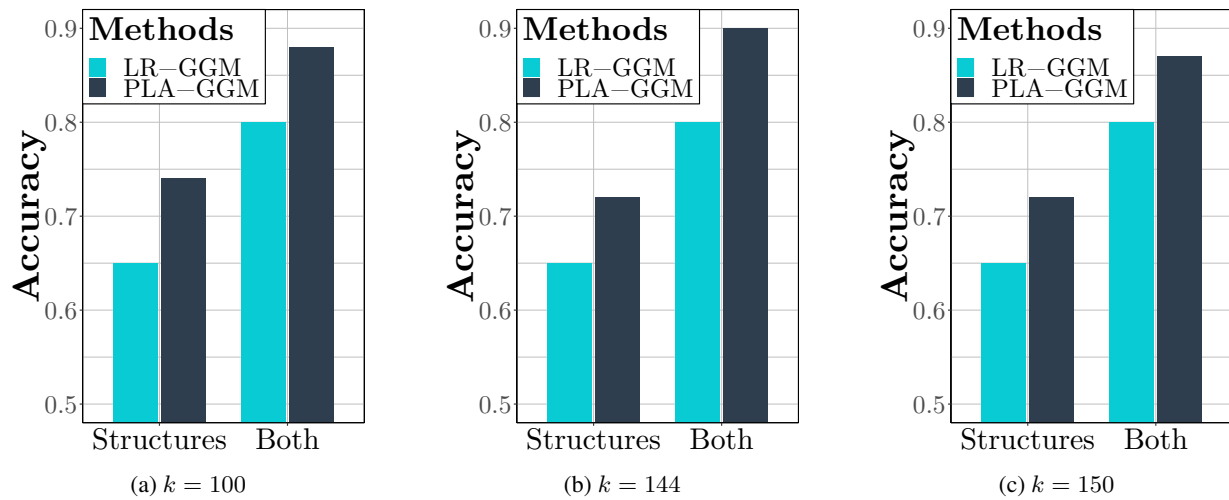 Methods
LR−GGM
PLA−GGM
Accuracy
0.9
0.8
0.7
0.6
0.5
Structures Both
(a) k = 100
Methods
LR−GGM
PLA−GGM
Accuracy
0.9
0.8
0.7
0.6
0.5
Structures Both
(b) k = 144
Methods
LR−GGM
PLA−GGM
Accuracy
0.9
0.8
0.7
0.6
0.5
Structures Both
(c) k = 150